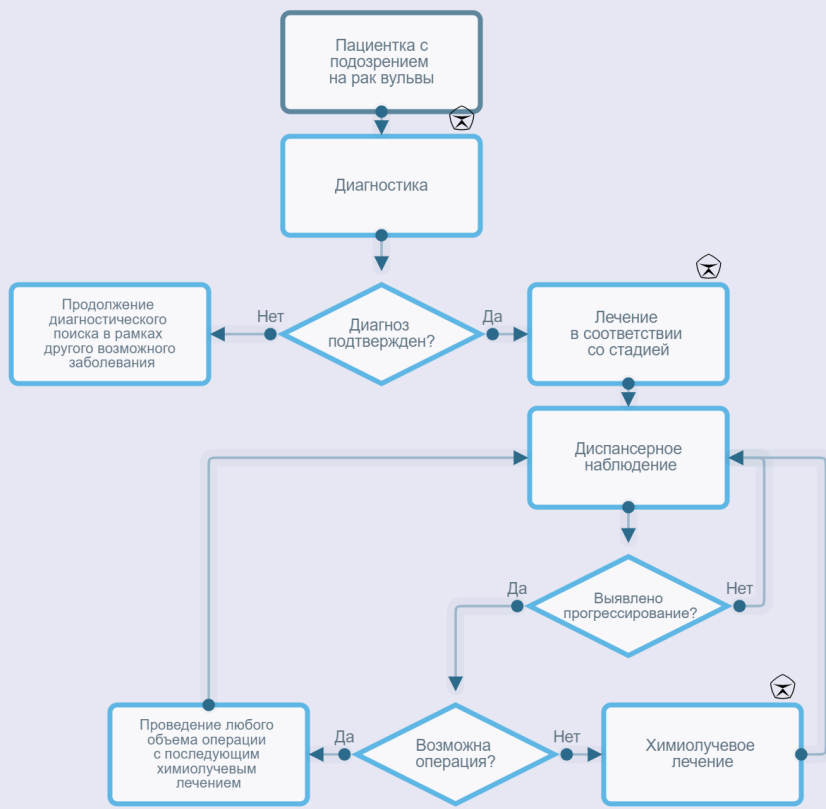 Пациентка с
подозрением
на рак вульвы
Диагностика
Продолжение
диагностического
поиска в рамках
другого возможного
заболевания
Нет
Диагноз
подтвержден?
Да
Лечение
в соответствии
со стадией
Диспансерное
наблюдение
Да
Выявлено
прогрессирование?
Нет
Проведение любого
объема операции
с последующим
химиолучевым
лечением
Да
Возможна
операция?
Нет
Химиолучевое
лечение